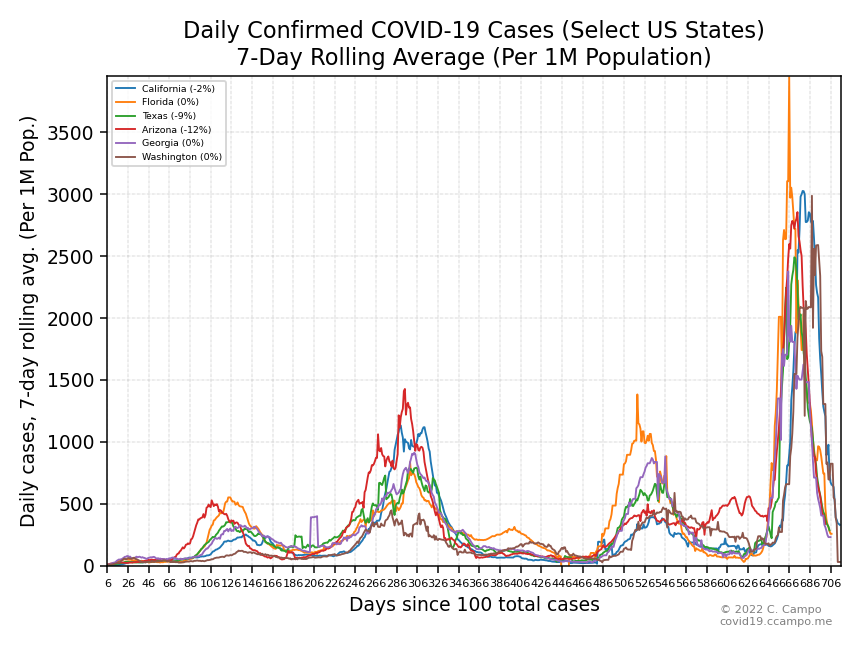 Daily Confirmed COVID-19 Cases (Select US States)
7-Day Rolling Average (Per 1M Population)
California (-2%)
Florida (0%)
Texas (-9%)
Arizona (-12%)
Georgia (0%)
Washington (0%)
Daily cases, 7-day rolling avg. (Per 1M Pop.)
3500
3000
2500
2000
1500
1000
500
0
6 26 46 66 86 106 126 146 166 186 206 226 246 266 286 306 326 346 366 386 406 426 446 466 486 506 526 546 566 586 606 626 646 666 686 706
Days since 100 total cases
© 2022 C. Campo
covid19.ccampo.me